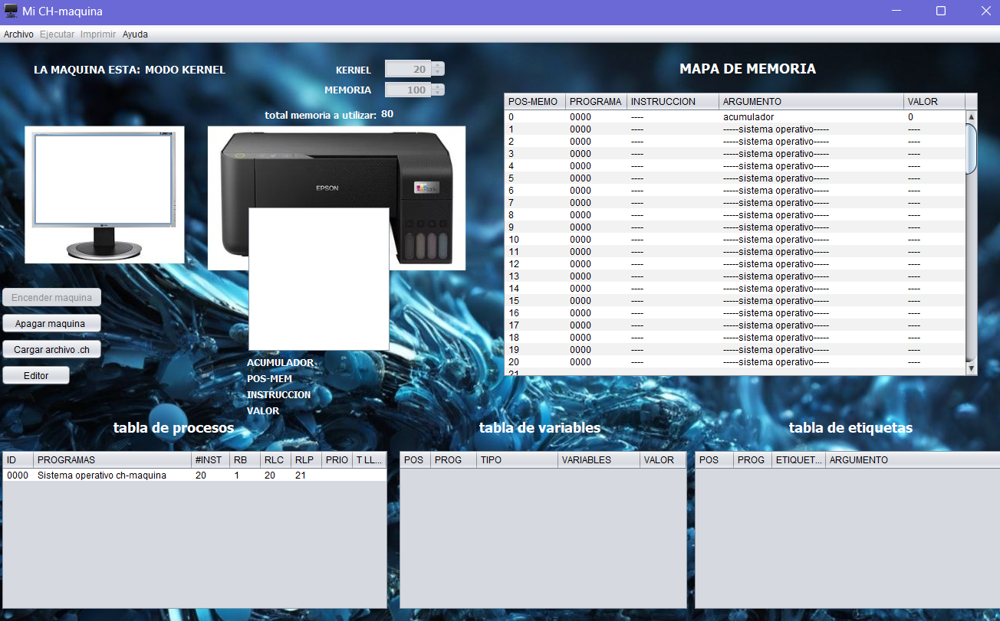 Mi CH-maquina
Archivo Ejecutar Imprimir Ayuda
LA MAQUINA ESTA: MODO KERNEL
KERNEL 20
MEMORIA 100
total memoria a utilizar: 80
EPSON
Encender maquina
Apagar maquina
Cargar archivo .ch
Editor
ACUMULADOR
POS-MEM
INSTRUCCION
VALOR
MAPA DE MEMORIA
POS-MEMO PROGRAMA INSTRUCCION ARGUMENTO VALOR
0 0000 ---- acumulador 0
1 0000 ---- -----sistema operativo----- ----
2 0000 ---- -----sistema operativo----- ----
3 0000 ---- -----sistema operativo----- ----
4 0000 ---- -----sistema operativo----- ----
5 0000 ---- -----sistema operativo----- ----
6 0000 ---- -----sistema operativo----- ----
7 0000 ---- -----sistema operativo----- ----
8 0000 ---- -----sistema operativo----- ----
9 0000 ---- -----sistema operativo----- ----
10 0000 ---- -----sistema operativo----- ----
11 0000 ---- -----sistema operativo----- ----
12 0000 ---- -----sistema operativo----- ----
13 0000 ---- -----sistema operativo----- ----
14 0000 ---- -----sistema operativo----- ----
15 0000 ---- -----sistema operativo----- ----
16 0000 ---- -----sistema operativo----- ----
17 0000 ---- -----sistema operativo----- ----
18 0000 ---- -----sistema operativo----- ----
19 0000 ---- -----sistema operativo----- ----
20 0000 ---- -----sistema operativo----- ----
21
tabla de procesos
ID PROGRAMAS #INST RB RLC RLP PRIO T LL...
0000 Sistema operativo ch-maquina 20 1 20 21
tabla de variables
POS PROG TIPO VARIABLES VALOR
tabla de etiquetas
POS PROG ETIQUET... ARGUMENTO